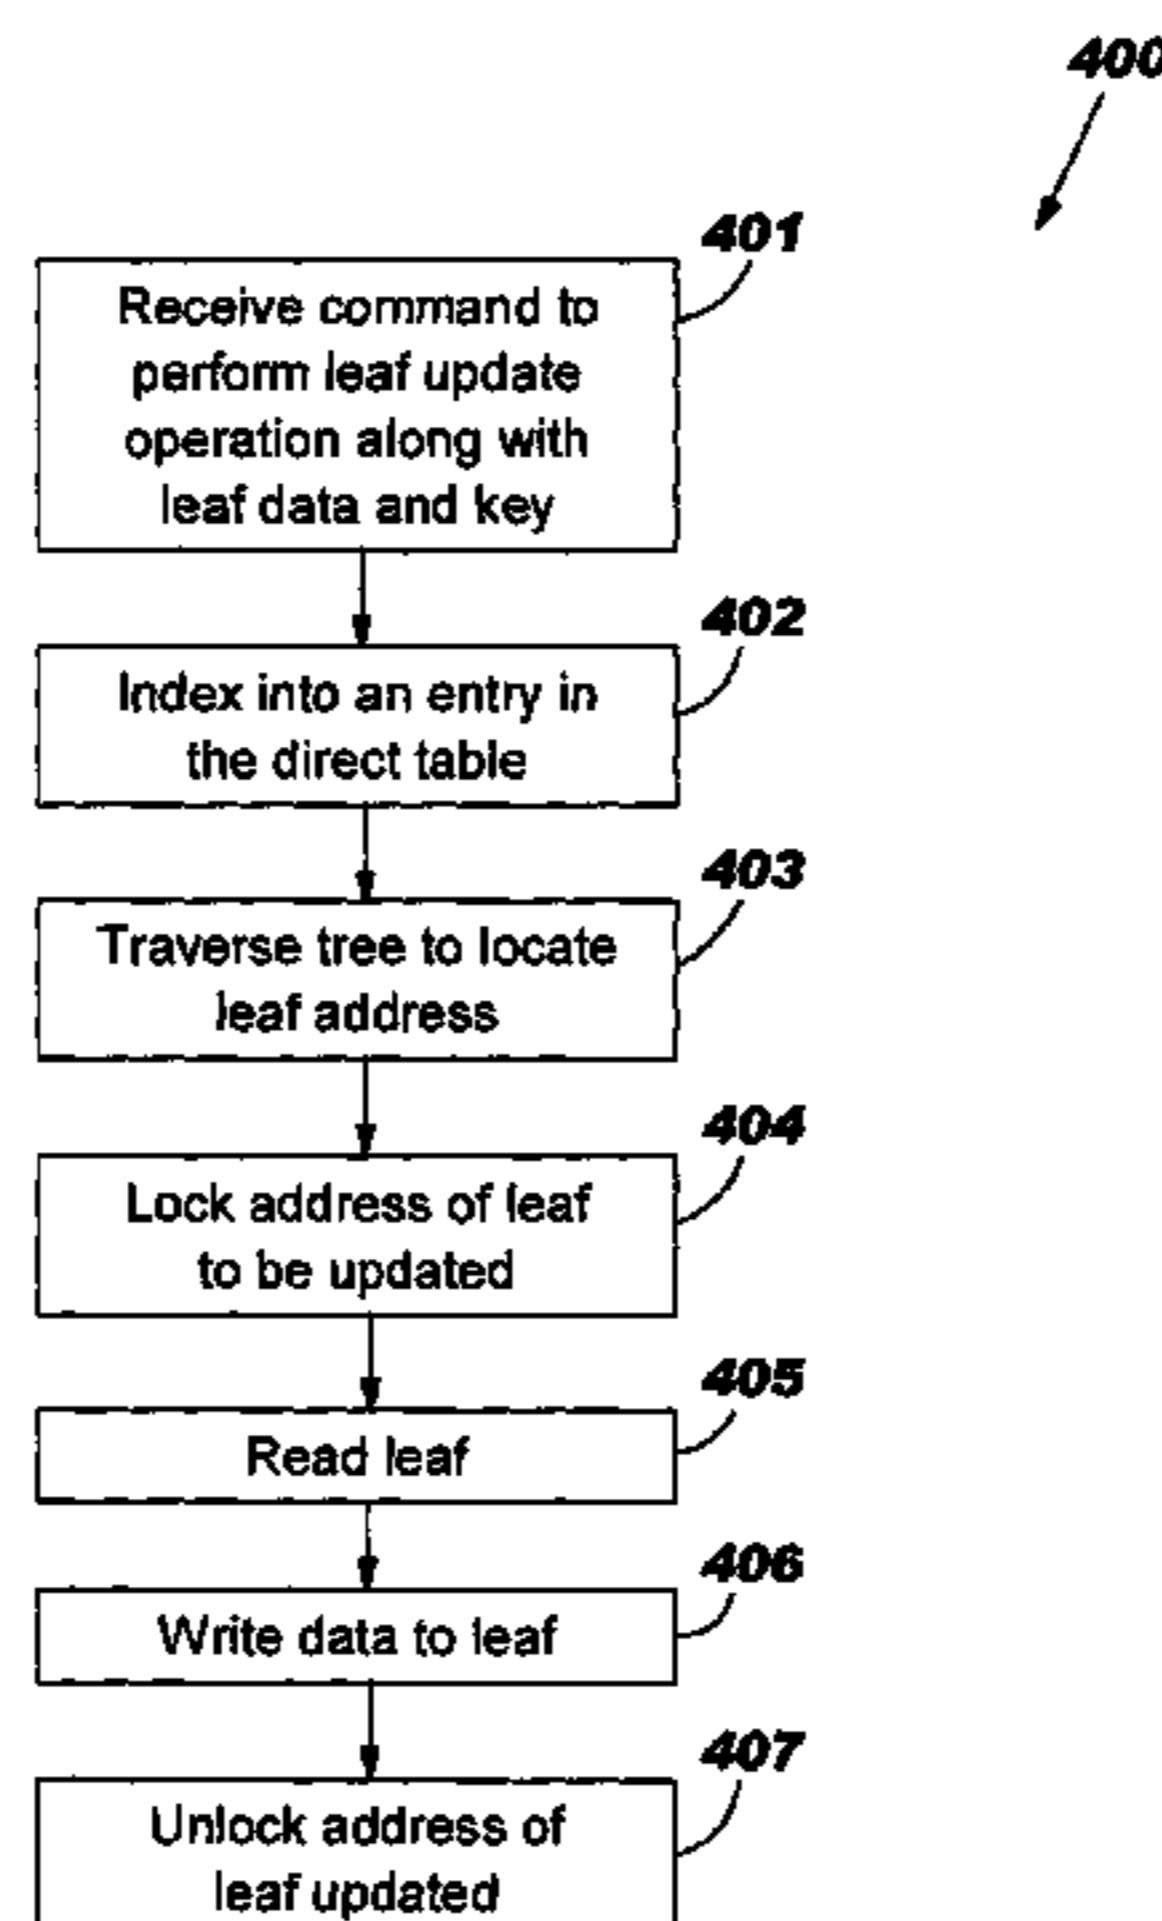 400
401
Receive command to
perform leaf update
operation along with
leaf data and key
402
Index into an entry in
the direct table
403
Traverse tree to locate
leaf address
404
Lock address of leaf
to be updated
405
Read leaf
406
Write data to leaf
407
Unlock address of
leaf updated